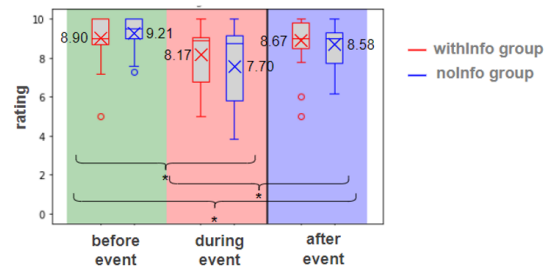 10
8
6
4
2
0
rating
8.90
9.21
8.17
7.70
8.67
8.58
*
*
*
before
event
during
event
after
event
withInfo group
noInfo group